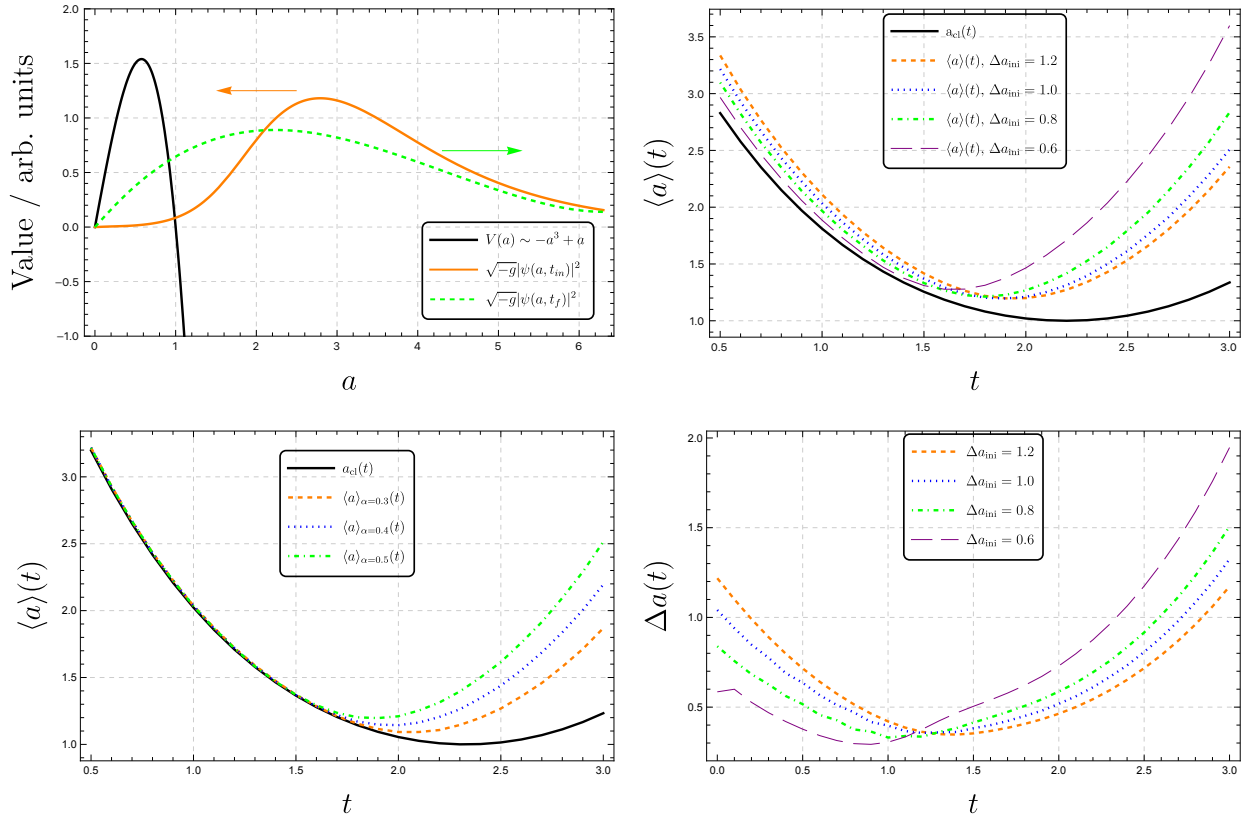 Value / arb. units
2.0
1.5
1.0
0.5
0.0
−0.5
−1.0
0 1 2 3 4 5 6
a
V(a) ∼ −a³ + a
√−g|ψ(a, t_in)|²
√−g|ψ(a, t_f)|²
⟨a⟩(t)
3.5
3.0
2.5
2.0
1.5
1.0
0.5 1.0 1.5 2.0 2.5 3.0
t
a_cl(t)
⟨a⟩(t), Δa_ini = 1.2
⟨a⟩(t), Δa_ini = 1.0
⟨a⟩(t), Δa_ini = 0.8
⟨a⟩(t), Δa_ini = 0.6
⟨a⟩(t)
3.0
2.5
2.0
1.5
1.0
0.5 1.0 1.5 2.0 2.5 3.0
t
a_cl(t)
⟨a⟩_α=0.3(t)
⟨a⟩_α=0.4(t)
⟨a⟩_α=0.5(t)
Δa(t)
2.0
1.5
1.0
0.5
0.0 0.5 1.0 1.5 2.0 2.5 3.0
t
Δa_ini = 1.2
Δa_ini = 1.0
Δa_ini = 0.8
Δa_ini = 0.6